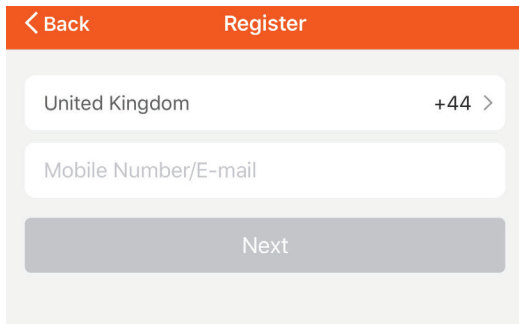 Back
Register
United Kingdom +44
Mobile Number/E-mail
Next